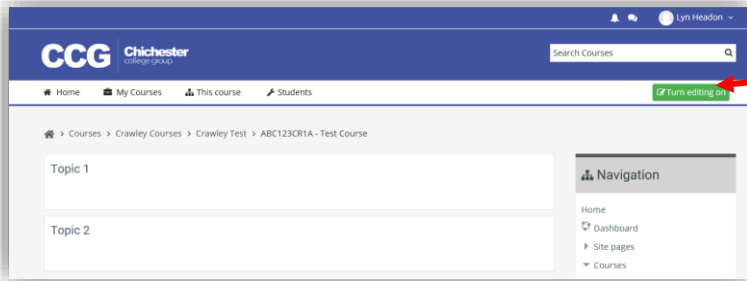 Lyn Headon
CCG Chichester
college group
Search Courses
Home My Courses This course Students
Turn editing on
> Courses > Crawley Courses > Crawley Test > ABC123CR1A - Test Course
Topic 1
Topic 2
Navigation
Home
Dashboard
Site pages
Courses